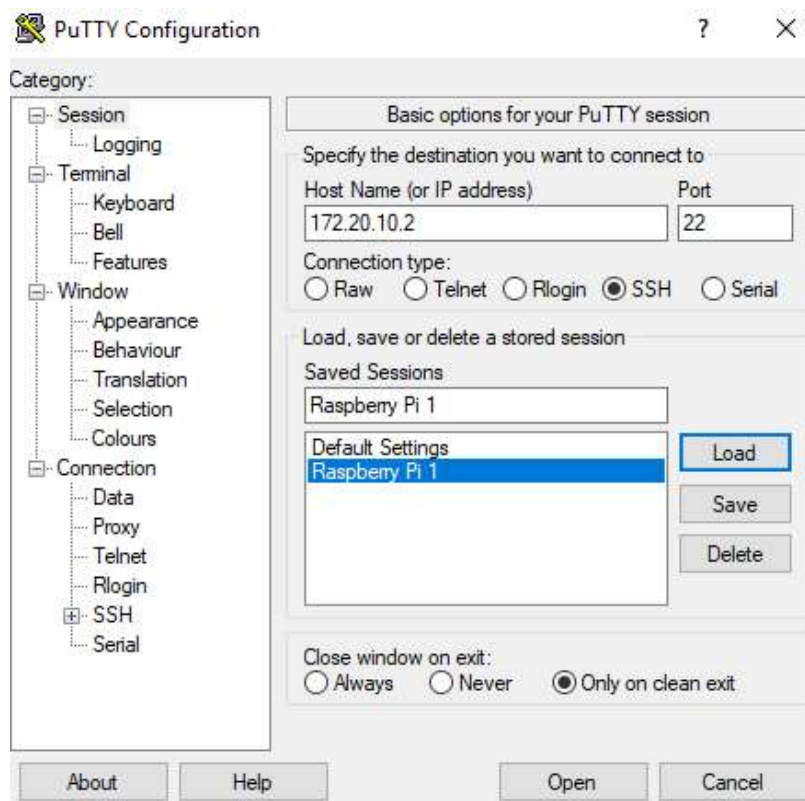 PuTTY Configuration
?
Category:
Session
Logging
Terminal
Keyboard
Bell
Features
Window
Appearance
Behaviour
Translation
Selection
Colours
Connection
Data
Proxy
Telnet
Rlogin
SSH
Serial
Basic options for your PuTTY session
Specify the destination you want to connect to
Host Name (or IP address) Port
172.20.10.2 22
Connection type:
Raw Telnet Rlogin SSH Serial
Load, save or delete a stored session
Saved Sessions
Raspberry Pi 1
Default Settings
Raspberry Pi 1
Load
Save
Delete
Close window on exit:
Always Never Only on clean exit
About Help Open Cancel